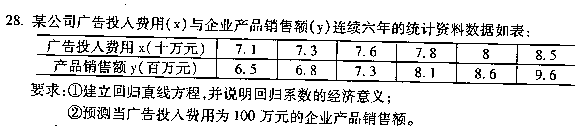 28. 某公司广告投入费用(x)与企业产品销售额(y)连续六年的统计资料数据如表:
广告投入费用 x(十万元) 7.1 7.3 7.6 7.8 8 8.5
产品销售额 y(百万元) 6.5 6.8 7.3 8.1 8.6 9.6
要求:①建立回归直线方程,并说明回归系数的经济意义;
②预测当广告投入费用为 100 万元的企业产品销售额。